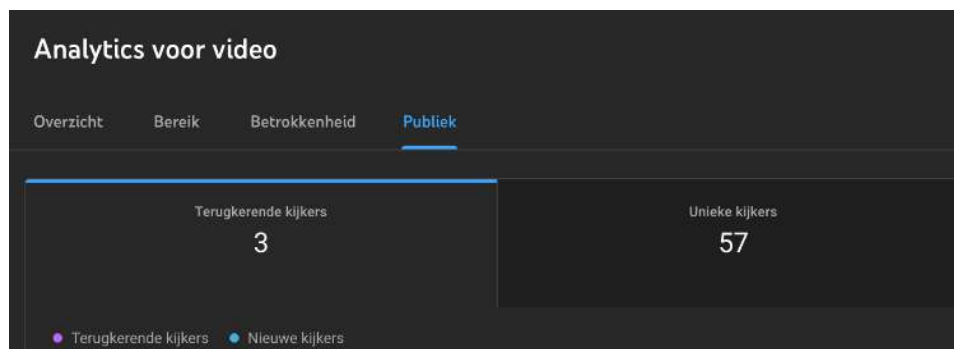 Analytics voor video
Overzicht Bereik Betrokkenheid Publiek
Terugkerende kijkers Unieke kijkers
3 57
Terugkerende kijkers Nieuwe kijkers